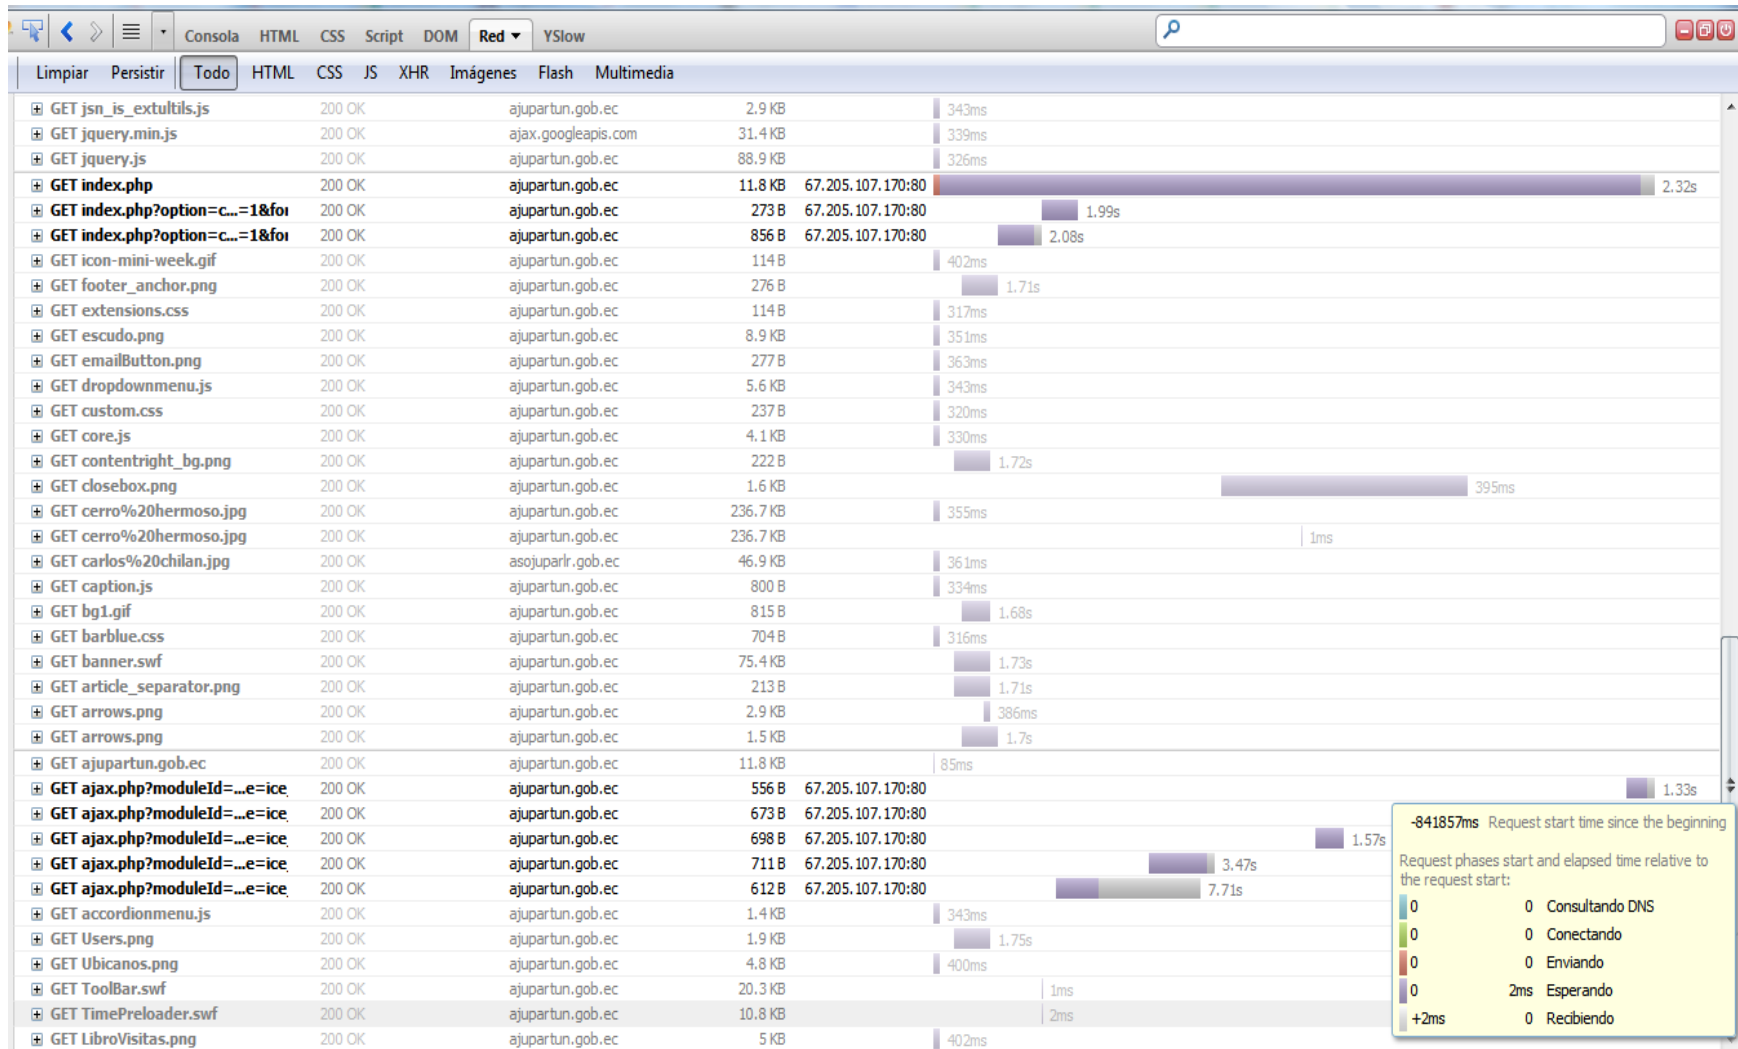 Consola HTML CSS Script DOM Red YSlow
Limpiar Persistir Todo HTML CSS JS XHR Imágenes Flash Multimedia
GET jsn_is_extultils.js 200 OK ajupartun.gob.ec 2.9 KB 343ms
GET jquery.min.js 200 OK ajax.googleapis.com 31.4 KB 339ms
GET jquery.js 200 OK ajupartun.gob.ec 88.9 KB 326ms
GET index.php 200 OK ajupartun.gob.ec 11.8 KB 67.205.107.170:80 2.32s
GET index.php?option=c...=1&for 200 OK ajupartun.gob.ec 273 B 67.205.107.170:80 1.99s
GET index.php?option=c...=1&for 200 OK ajupartun.gob.ec 856 B 67.205.107.170:80 2.08s
GET icon-mini-week.gif 200 OK ajupartun.gob.ec 114 B 402ms
GET footer_anchor.png 200 OK ajupartun.gob.ec 276 B 1.71s
GET extensions.css 200 OK ajupartun.gob.ec 114 B 317ms
GET escudo.png 200 OK ajupartun.gob.ec 8.9 KB 351ms
GET emailButton.png 200 OK ajupartun.gob.ec 277 B 363ms
GET dropdownmenu.js 200 OK ajupartun.gob.ec 5.6 KB 343ms
GET custom.css 200 OK ajupartun.gob.ec 237 B 320ms
GET core.js 200 OK ajupartun.gob.ec 4.1 KB 330ms
GET contentright_bg.png 200 OK ajupartun.gob.ec 222 B 1.72s
GET closebox.png 200 OK ajupartun.gob.ec 1.6 KB 395ms
GET cerro%20hermoso.jpg 200 OK ajupartun.gob.ec 236.7 KB 355ms
GET cerro%20hermoso.jpg 200 OK ajupartun.gob.ec 236.7 KB 1ms
GET carlos%20chilan.jpg 200 OK asojuparlr.gob.ec 46.9 KB 361ms
GET caption.js 200 OK ajupartun.gob.ec 800 B 334ms
GET bg1.gif 200 OK ajupartun.gob.ec 815 B 1.68s
GET barblue.css 200 OK ajupartun.gob.ec 704 B 316ms
GET banner.swf 200 OK ajupartun.gob.ec 75.4 KB 1.73s
GET article_separator.png 200 OK ajupartun.gob.ec 213 B 1.71s
GET arrows.png 200 OK ajupartun.gob.ec 2.9 KB 386ms
GET arrows.png 200 OK ajupartun.gob.ec 1.5 KB 1.7s
GET ajupartun.gob.ec 200 OK ajupartun.gob.ec 11.8 KB 85ms
GET ajax.php?moduleId=...e=ice_ 200 OK ajupartun.gob.ec 556 B 67.205.107.170:80 1.33s
GET ajax.php?moduleId=...e=ice_ 200 OK ajupartun.gob.ec 673 B 67.205.107.170:80
GET ajax.php?moduleId=...e=ice_ 200 OK ajupartun.gob.ec 698 B 67.205.107.170:80 1.57s
GET ajax.php?moduleId=...e=ice_ 200 OK ajupartun.gob.ec 711 B 67.205.107.170:80 3.47s
GET ajax.php?moduleId=...e=ice_ 200 OK ajupartun.gob.ec 612 B 67.205.107.170:80 7.71s
GET accordionmenu.js 200 OK ajupartun.gob.ec 1.4 KB 343ms
GET Users.png 200 OK ajupartun.gob.ec 1.9 KB 1.75s
GET Ubicanos.png 200 OK ajupartun.gob.ec 4.8 KB 400ms
GET ToolBar.swf 200 OK ajupartun.gob.ec 20.3 KB 1ms
GET TimePreloader.swf 200 OK ajupartun.gob.ec 10.8 KB 2ms
GET LibroVisitas.png 200 OK ajupartun.gob.ec 5 KB 402ms
-841857ms Request start time since the beginning
Request phases start and elapsed time relative to
the request start:
0 0 Consultando DNS
0 0 Conectando
0 0 Enviando
0 2ms Esperando
+2ms 0 Recibiendo